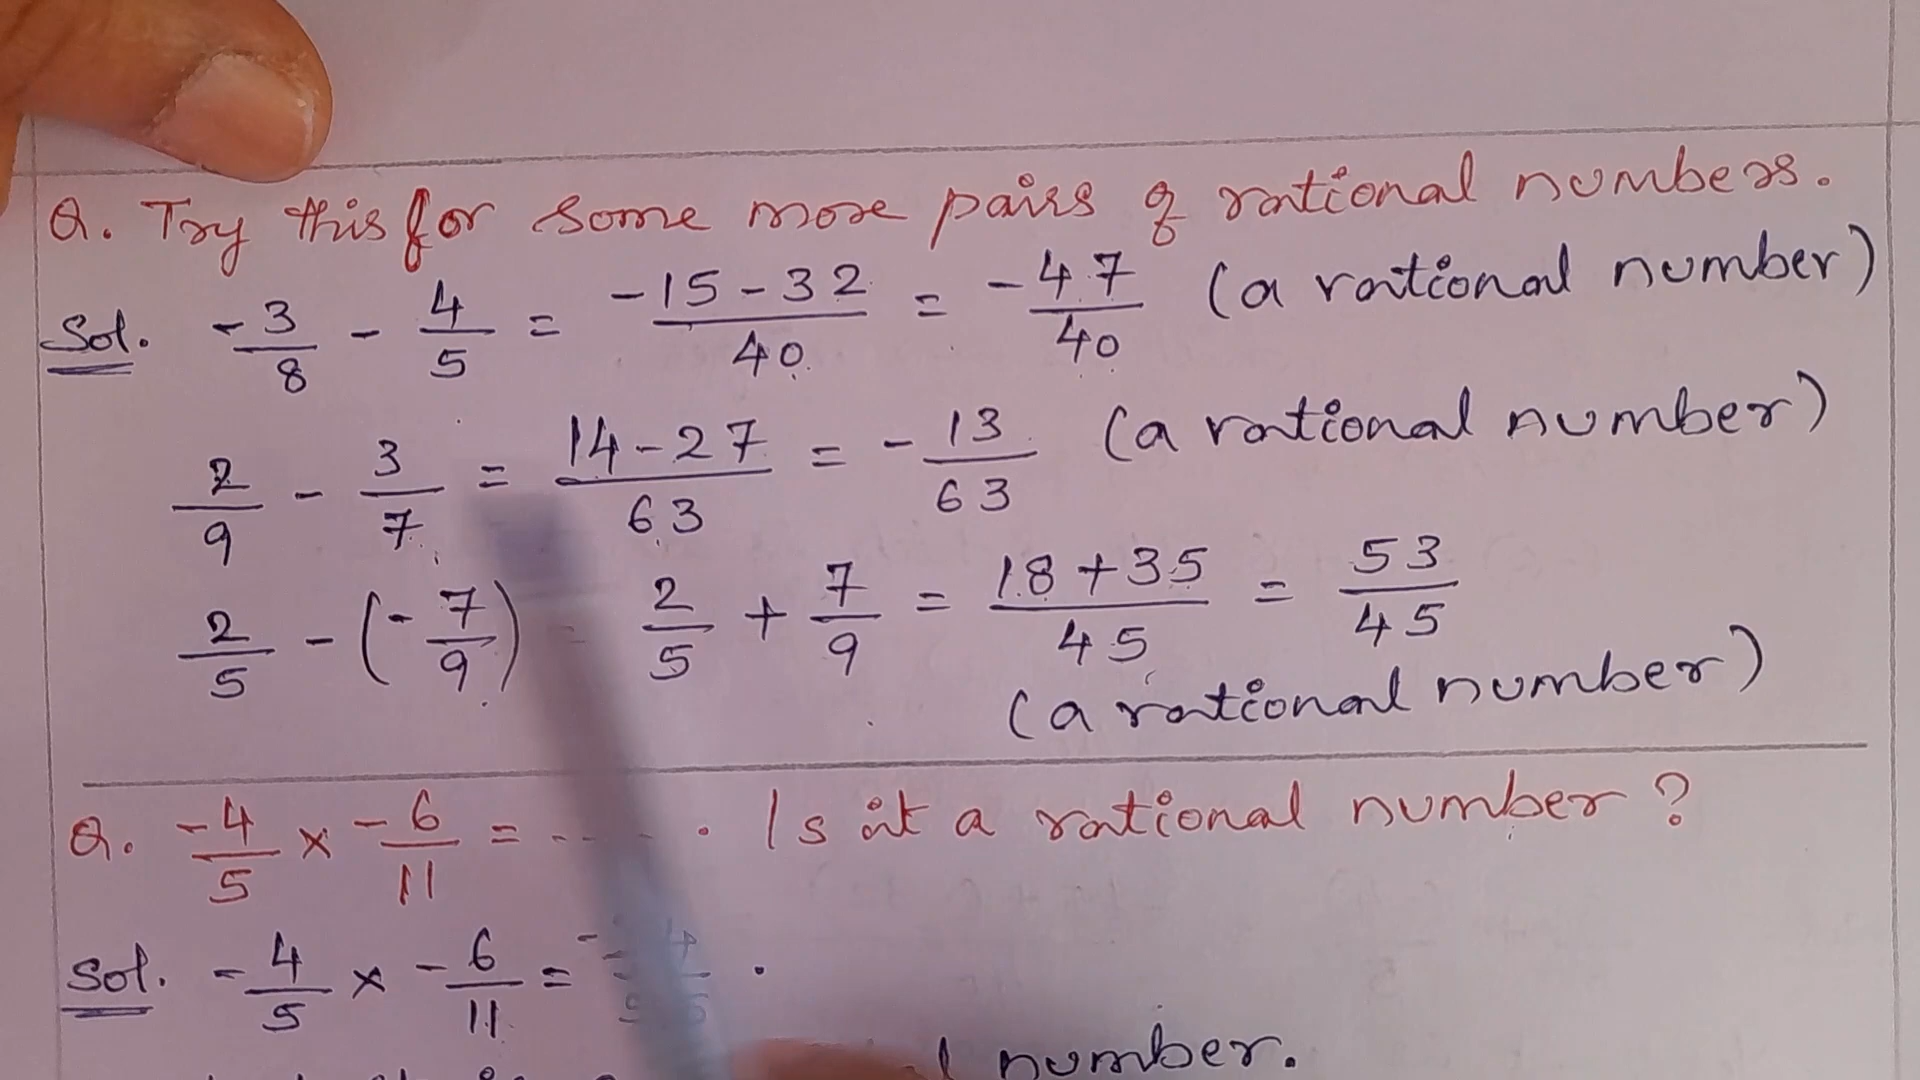 Q. Try this for some more pairs of rational numbers.
Sol. -3/8 - 4/5 = -15-32/40 = -47/40 (a rational number)
2/9 - 3/7 = 14-27/63 = -13/63 (a rational number)
2/5 - (-7/9) = 2/5 + 7/9 = 18+35/45 = 53/45
(a rational number)
Q. -4/5 × -6/11 = ---- . Is it a rational number?
Sol. -4/5 × -6/11 =
number.